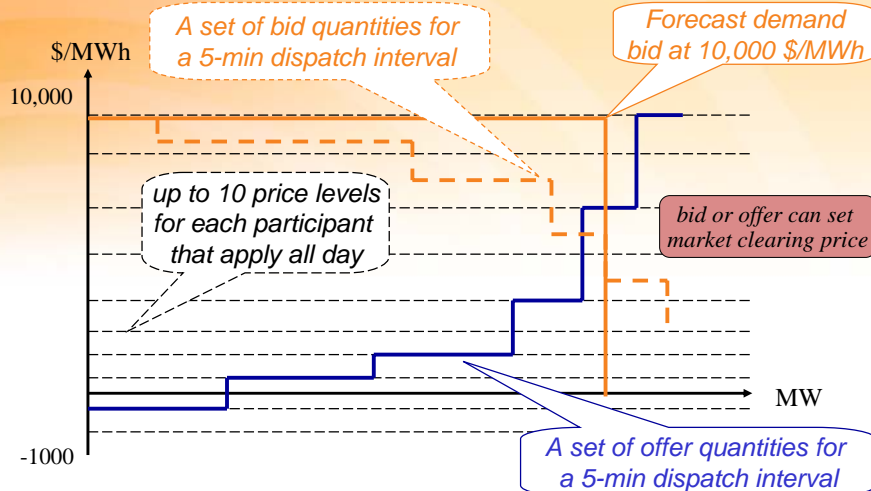 A set of bid quantities for
a 5-min dispatch interval
Forecast demand
bid at 10,000 $/MWh
$/MWh
10,000
up to 10 price levels
for each participant
that apply all day
bid or offer can set
market clearing price
MW
-1000
A set of offer quantities for
a 5-min dispatch interval